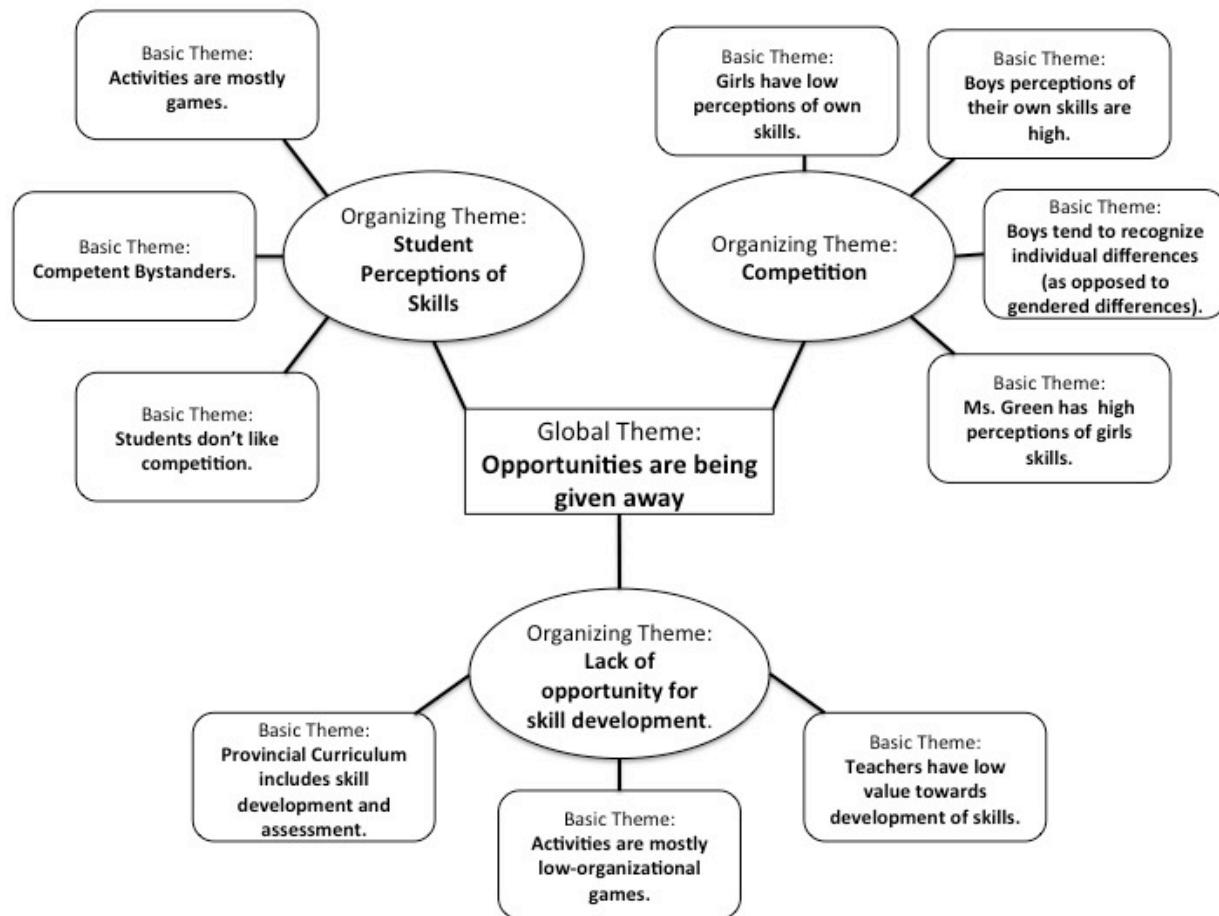 Basic Theme:
Activities are mostly
games.
Basic Theme:
Competent Bystanders.
Basic Theme:
Students don't like
competition.
Organizing Theme:
Student
Perceptions of
Skills
Basic Theme:
Girls have low
perceptions of own
skills.
Basic Theme:
Boys perceptions of
their own skills are
high.
Organizing Theme:
Competition
Basic Theme:
Boys tend to recognize
individual differences
(as opposed to
gendered differences).
Basic Theme:
Ms. Green has  high
perceptions of girls
skills.
Global Theme:
Opportunities are being
given away
Organizing Theme:
Lack of
opportunity for
skill development.
Basic Theme:
Provincial Curriculum
includes skill
development and
assessment.
Basic Theme:
Activities are mostly
low-organizational
games.
Basic Theme:
Teachers have low
value towards
development of skills.